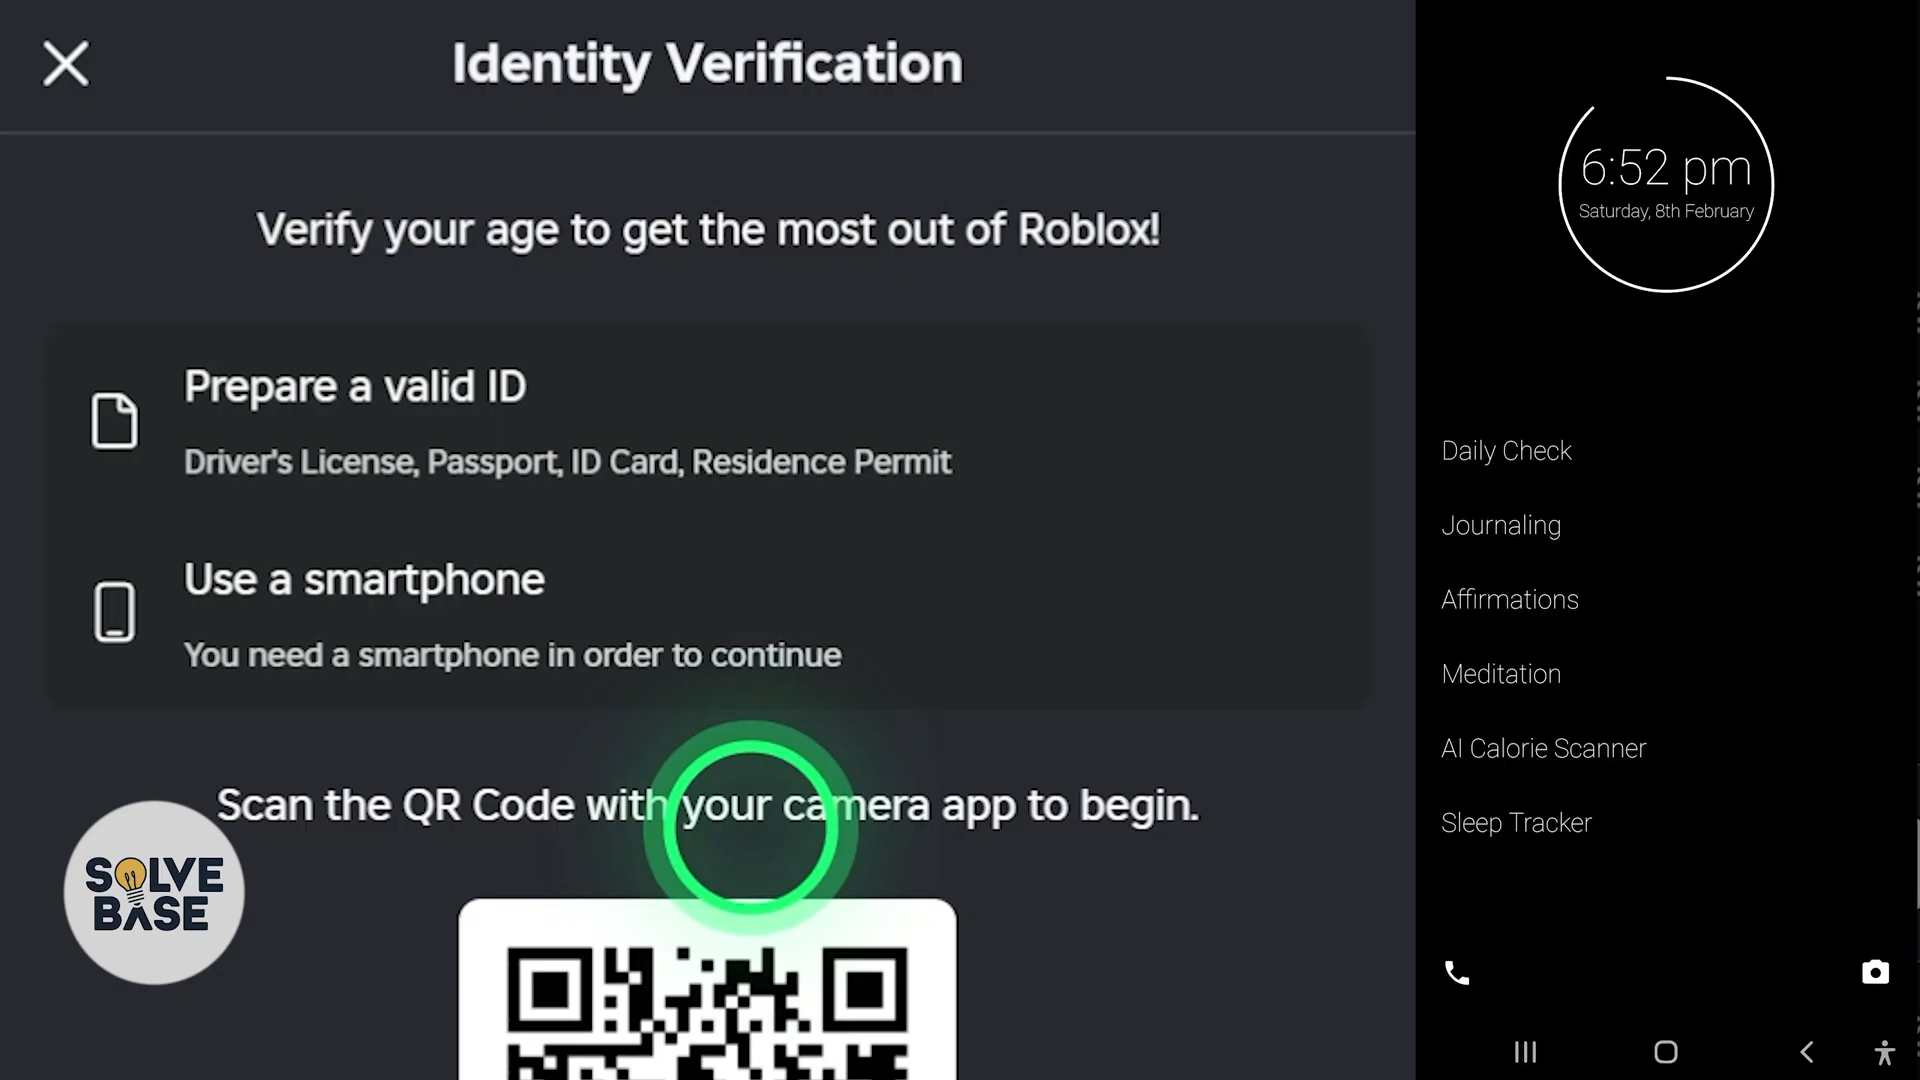 Identity Verification
Verify your age to get the most out of Roblox!
Prepare a valid ID
Driver's License, Passport, ID Card, Residence Permit
Use a smartphone
You need a smartphone in order to continue
Scan the QR Code with your camera app to begin.
SOLVE
BASE
6:52 pm
Saturday, 8th February
Daily Check
Journaling
Affirmations
Meditation
AI Calorie Scanner
Sleep Tracker